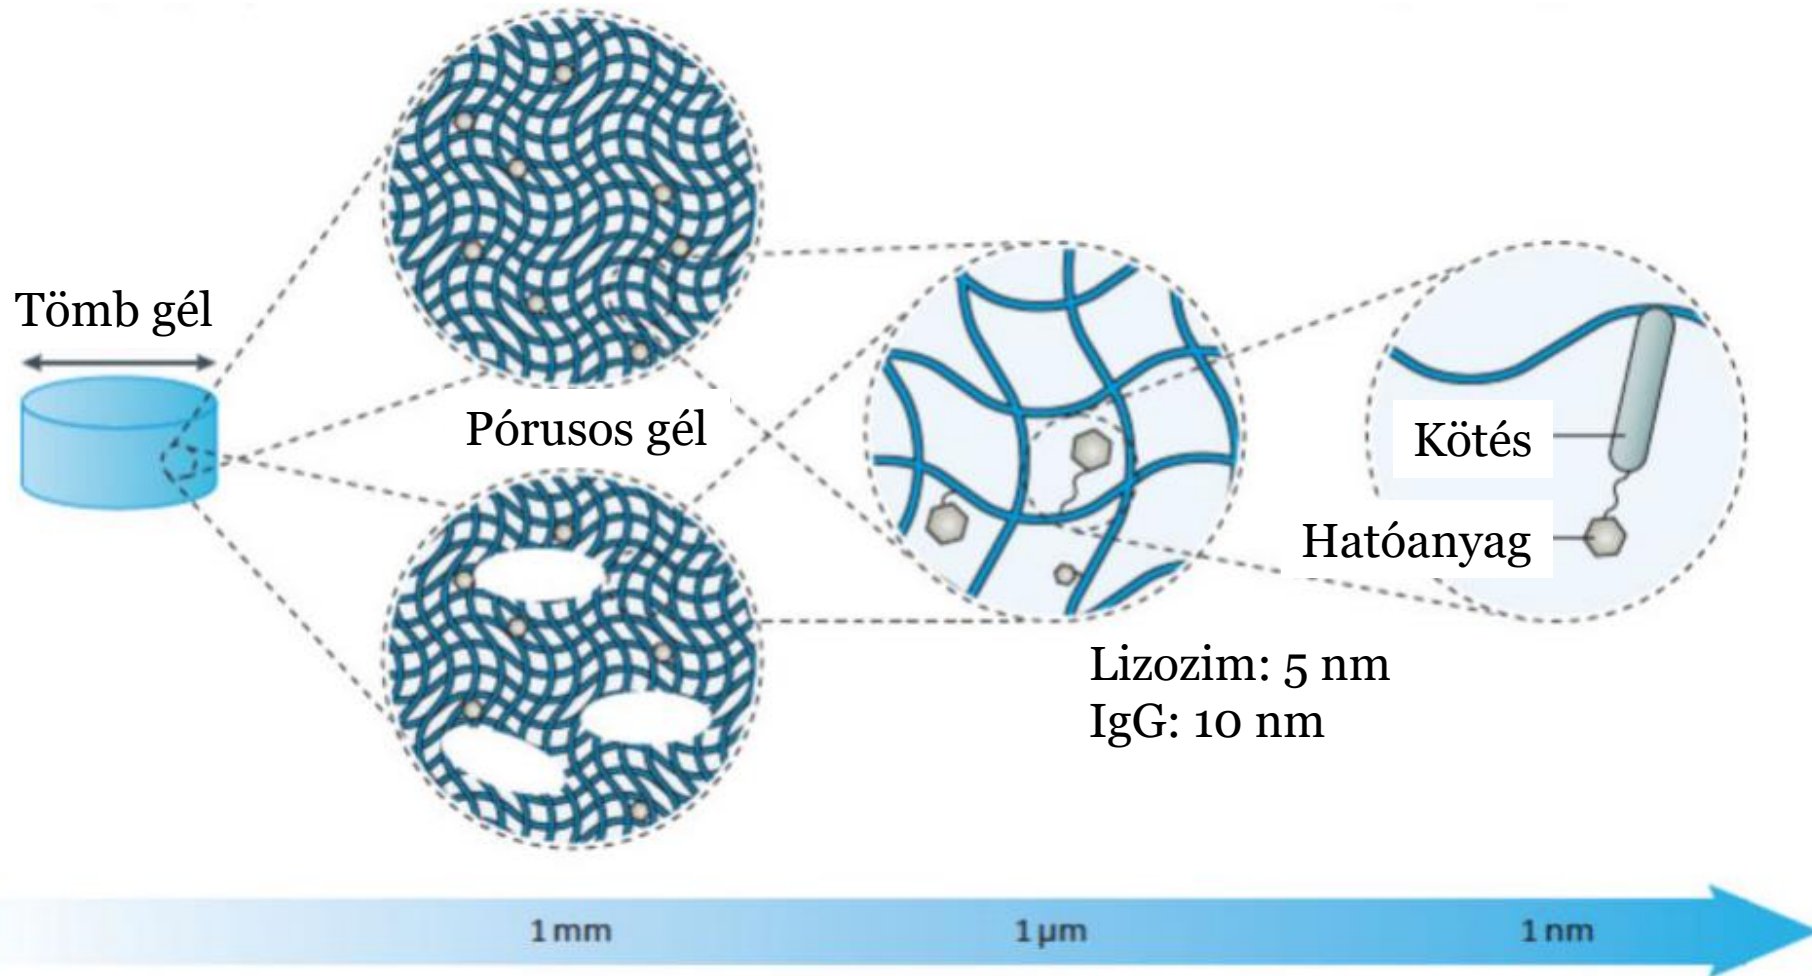 Tömb gél
Pórusos gél
Kötés
Hatóanyag
Lizozim: 5 nm
IgG: 10 nm
1 mm
1 µm
1 nm